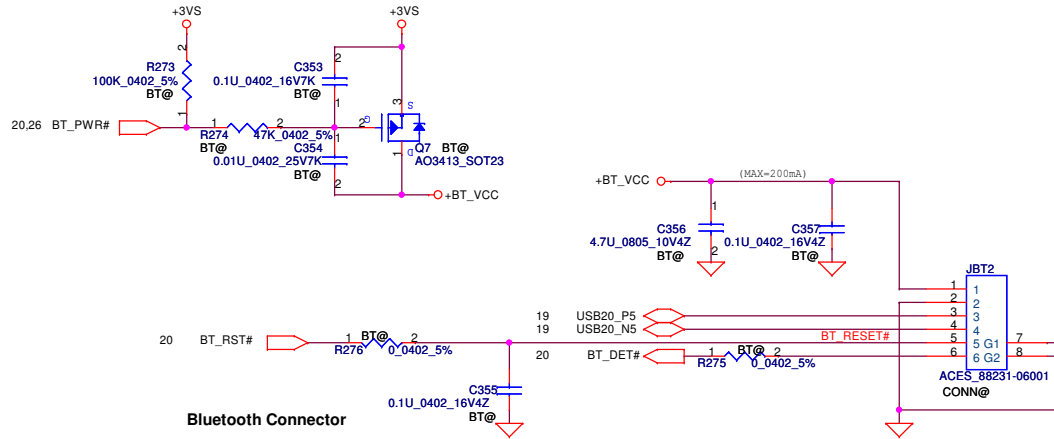 +3VS
+3VS
2
R273
100K_0402_5%
BT@
1
2
C353
0.1U_0402_16V7K
BT@
1
3
S
G
20,26 BT_PWR#
1
2
R274
47K_0402_5%
BT@
2
1
C354
0.01U_0402_25V7K
BT@
2
1
D
Q7
BT@
AO3413_SOT23
+BT_VCC
+BT_VCC
(MAX=200mA)
1
C356
4.7U_0805_10V4Z
BT@
2
C357
0.1U_0402_16V4Z
BT@
JBT2
1 1
2 2
19 USB20_P5
3 3
19 USB20_N5
4 4
BT_RESET#
5 5 G1 7
6 6 G2 8
ACES_88231-06001
CONN@
20 BT_RST#
1 BT@ 2
R276 0_0402_5%
20 BT_DET#
1 BT@ 2
R275 0_0402_5%
C355
0.1U_0402_16V4Z
BT@
Bluetooth Connector